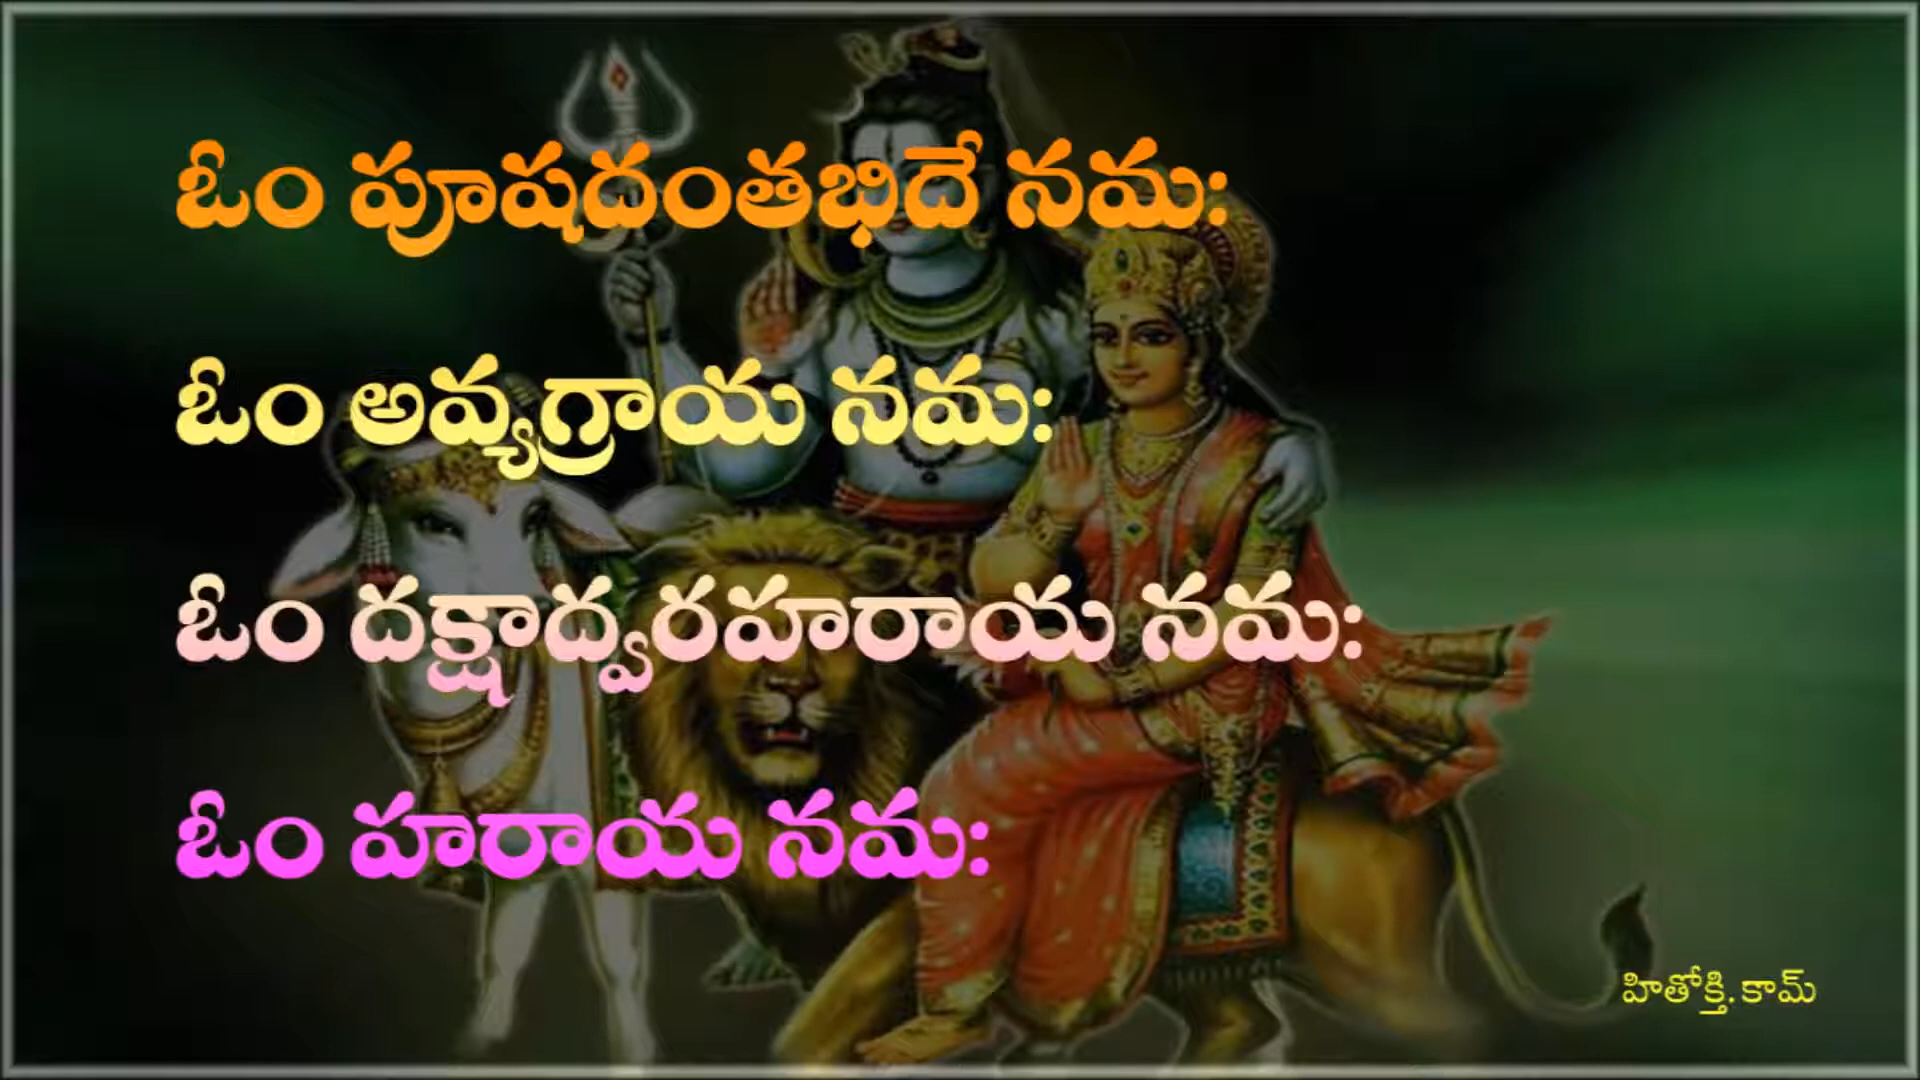 ఓం పూషదంతభిదే నమ:
ఓం అవ్యగ్రాయ నమ:
ఓం దక్షాద్వరహరాయ నమ:
ఓం హరాయ నమ:
హితోక్తి. కామ్